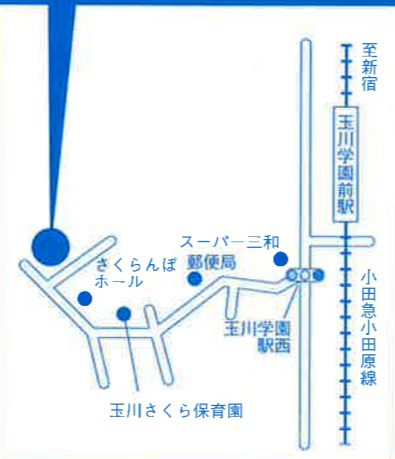 至新宿
玉川学園前駅
小田急小田原線
スーパー三和
さくらんぼ
ホール
郵便局
玉川学園
駅西
玉川さくら保育園